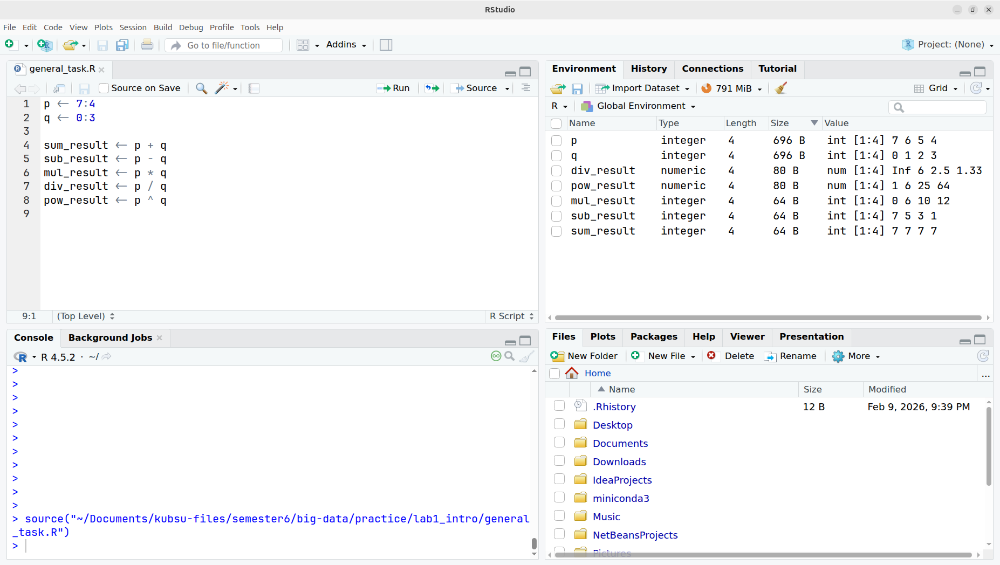 RStudio
File Edit Code View Plots Session Build Debug Profile Tools Help
Go to file/function Addins Project: (None)
general_task.R
Source on Save Run Source
1 p <- 7:4
2 q <- 0:3
3
4 sum_result <- p + q
5 sub_result <- p - q
6 mul_result <- p * q
7 div_result <- p / q
8 pow_result <- p ^ q
9
9:1 (Top Level) R Script
Console Background Jobs
R 4.5.2 · ~/
>
>
>
>
>
>
>
>
>
>
>
> source("~/Documents/kubsu-files/semester6/big-data/practice/lab1_intro/general
_task.R")
>
Environment History Connections Tutorial
Import Dataset 791 MiB Grid
R Global Environment
Name Type Length Size Value
p integer 4 696 B int [1:4] 7 6 5 4
q integer 4 696 B int [1:4] 0 1 2 3
div_result numeric 4 80 B num [1:4] Inf 6 2.5 1.33
pow_result numeric 4 80 B num [1:4] 1 6 25 64
mul_result integer 4 64 B int [1:4] 0 6 10 12
sub_result integer 4 64 B int [1:4] 7 5 3 1
sum_result integer 4 64 B int [1:4] 7 7 7 7
Files Plots Packages Help Viewer Presentation
New Folder New File Delete Rename More
Home ...
Name Size Modified
.Rhistory 12 B Feb 9, 2026, 9:39 PM
Desktop
Documents
Downloads
IdeaProjects
miniconda3
Music
NetBeansProjects
Pictures